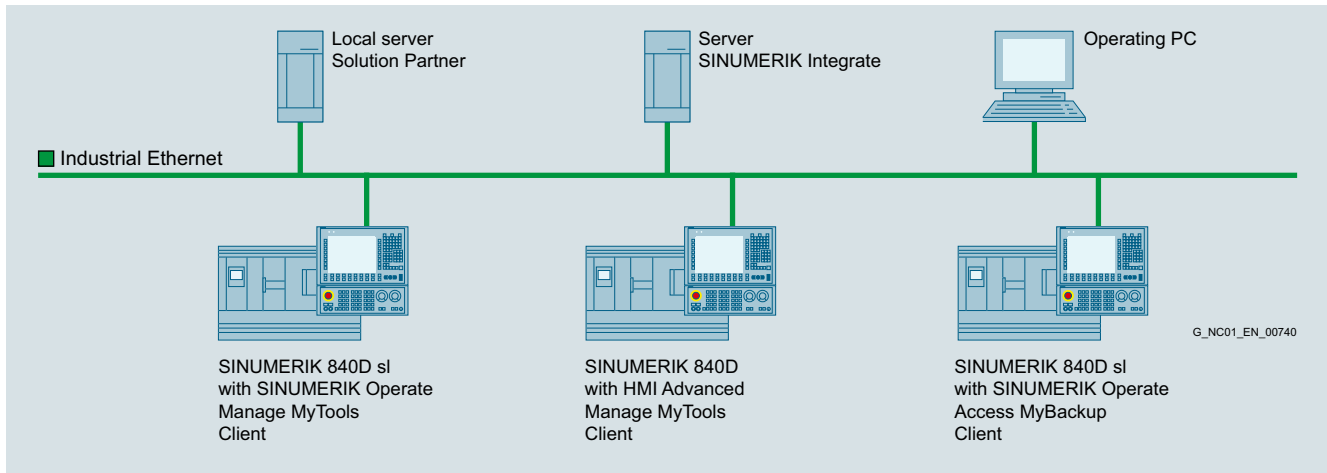 Local server
Solution Partner
Server
SINUMERIK Integrate
Operating PC
Industrial Ethernet
SINUMERIK 840D sl
with SINUMERIK Operate
Manage MyTools
Client
SINUMERIK 840D
with HMI Advanced
Manage MyTools
Client
SINUMERIK 840D sl
with SINUMERIK Operate
Access MyBackup
Client
G_NC01_EN_00740